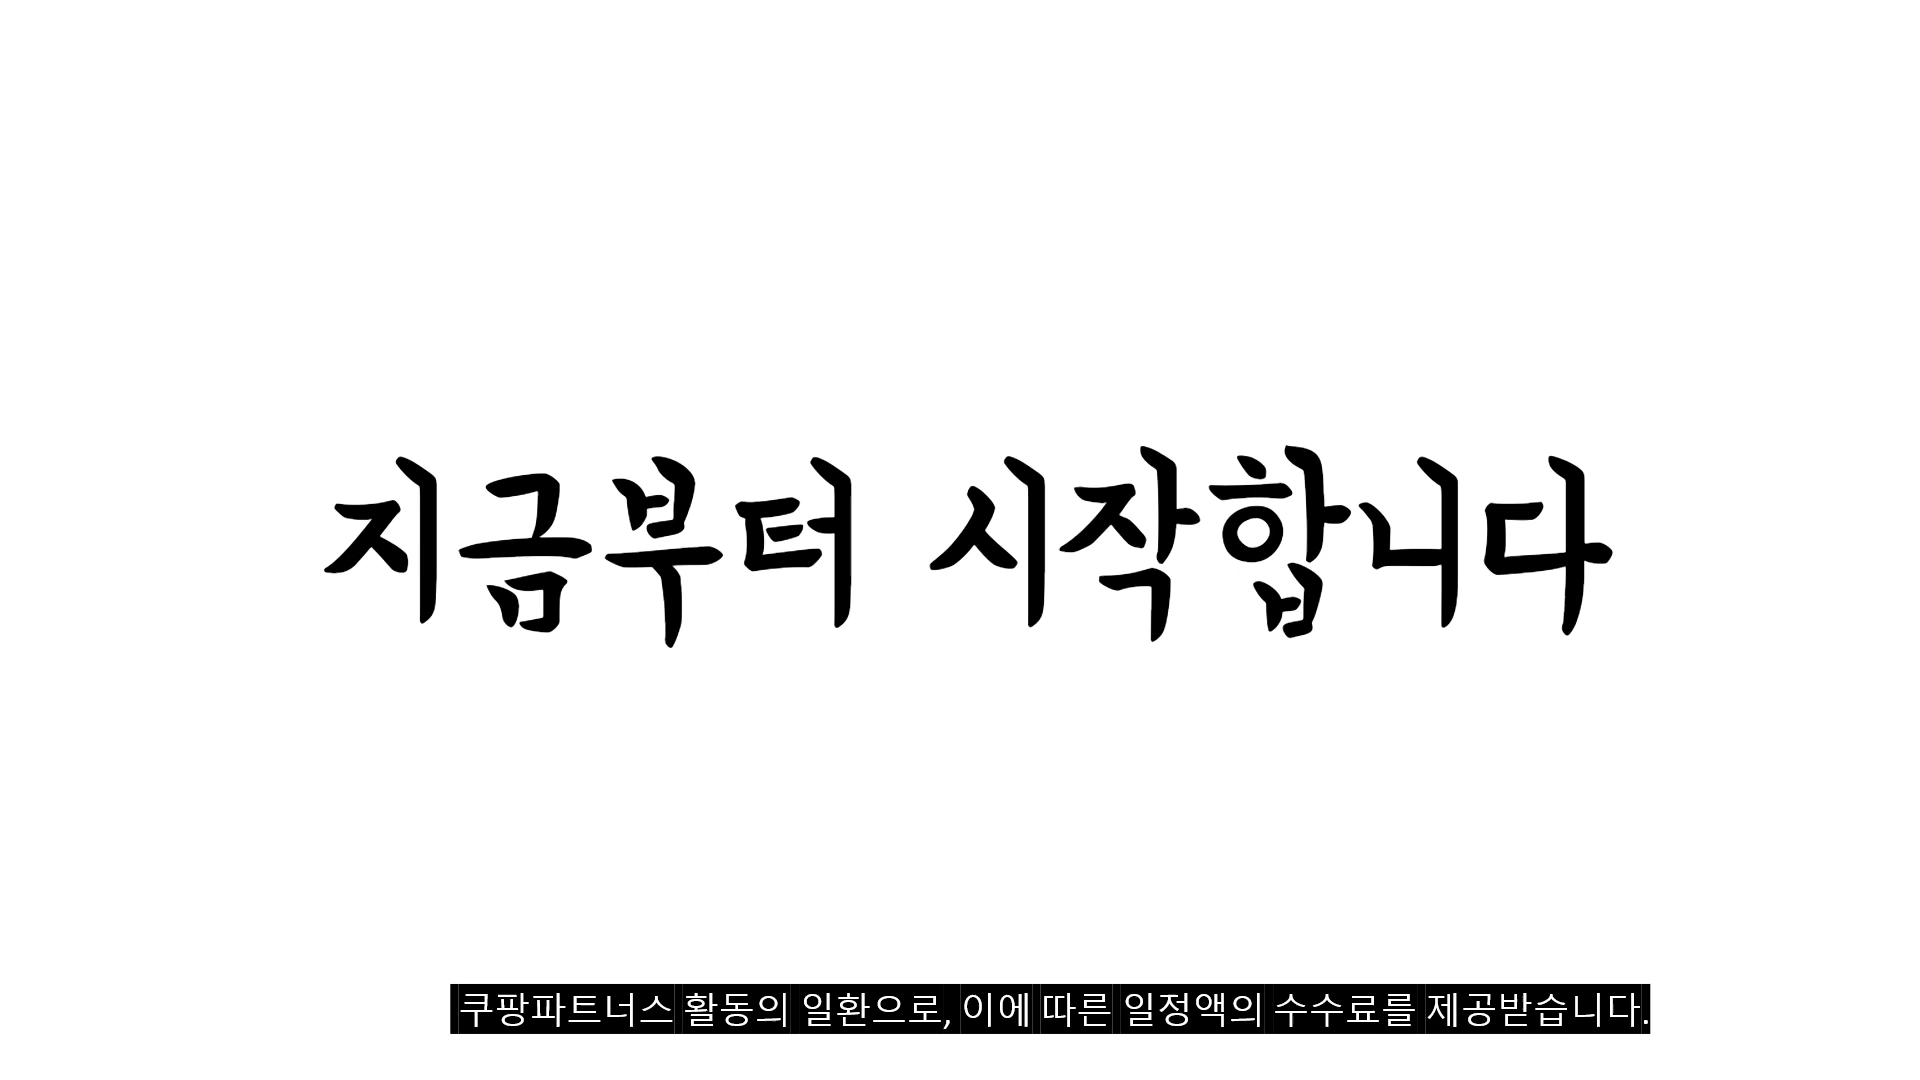 지금부터 시작합니다
쿠팡파트너스 활동의 일환으로, 이에 따른 일정액의 수수료를 제공받습니다.